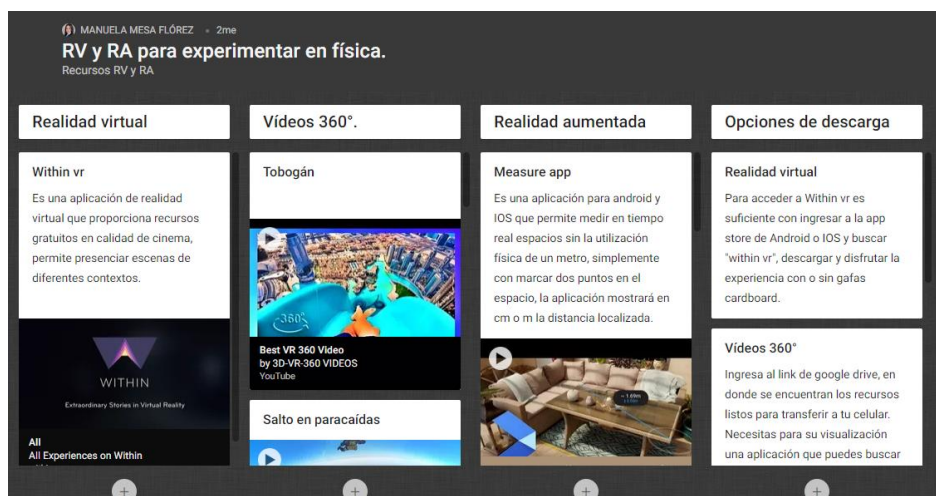 MANUELA MESA FLÓREZ • 2me
RV y RA para experimentar en física.
Recursos RV y RA
Realidad virtual
Within vr
Es una aplicación de realidad
virtual que proporciona recursos
gratuitos en calidad de cinema,
permite presenciar escenas de
diferentes contextos.
WITHIN
Extraordinary Stories in Virtual Reality
All
All Experiences on Within
Vídeos 360°.
Tobogán
360°
Best VR 360 Video
by 3D-VR-360 VIDEOS
YouTube
Salto en paracaídas
Realidad aumentada
Measure app
Es una aplicación para android y
IOS que permite medir en tiempo
real espacios sin la utilización
física de un metro, simplemente
con marcar dos puntos en el
espacio, la aplicación mostrará en
cm o m la distancia localizada.
Opciones de descarga
Realidad virtual
Para acceder a Within vr es
suficiente con ingresar a la app
store de Android o IOS y buscar
"within vr", descargar y disfrutar la
experiencia con o sin gafas
cardboard.
Vídeos 360°
Ingresa al link de google drive, en
donde se encuentran los recursos
listos para transferir a tu celular.
Necesitas para su visualización
una aplicación que puedes buscar